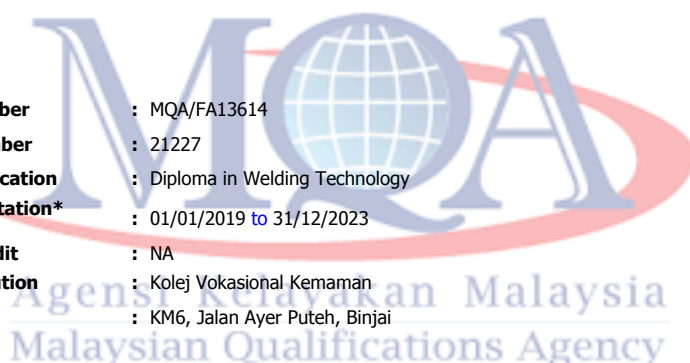 MQA
ber : MQA/FA13614
ber : 21227
cation : Diploma in Welding Technology
tation*
: 01/01/2019 to 31/12/2023
dit : NA
ution : Kolej Vokasional Kemaman
Agensi Kelayakan Malaysia
: KM6, Jalan Ayer Puteh, Binjai
Malaysian Qualifications Agency